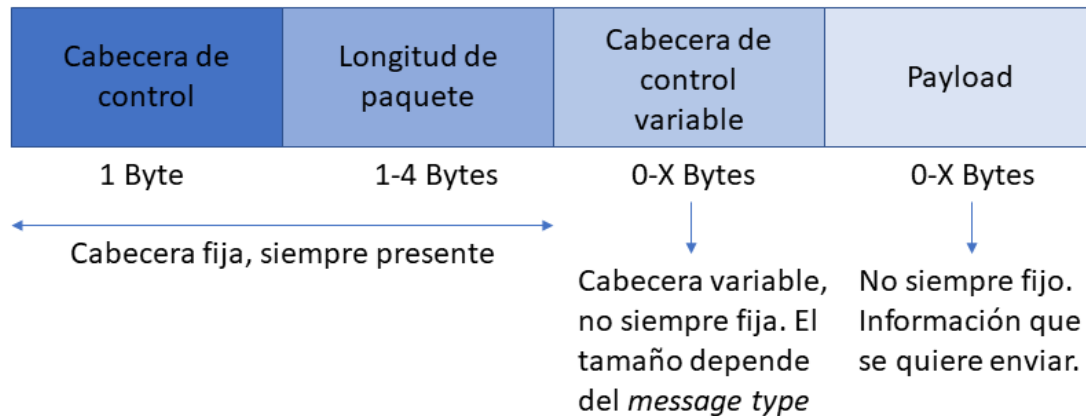 Cabecera de
control
Longitud de
paquete
Cabecera de
control
variable
Payload
1 Byte
1-4 Bytes
0-X Bytes
0-X Bytes
Cabecera fija, siempre presente
Cabecera variable,
no siempre fija. El
tamaño depende
del message type
No siempre fijo.
Información que
se quiere enviar.